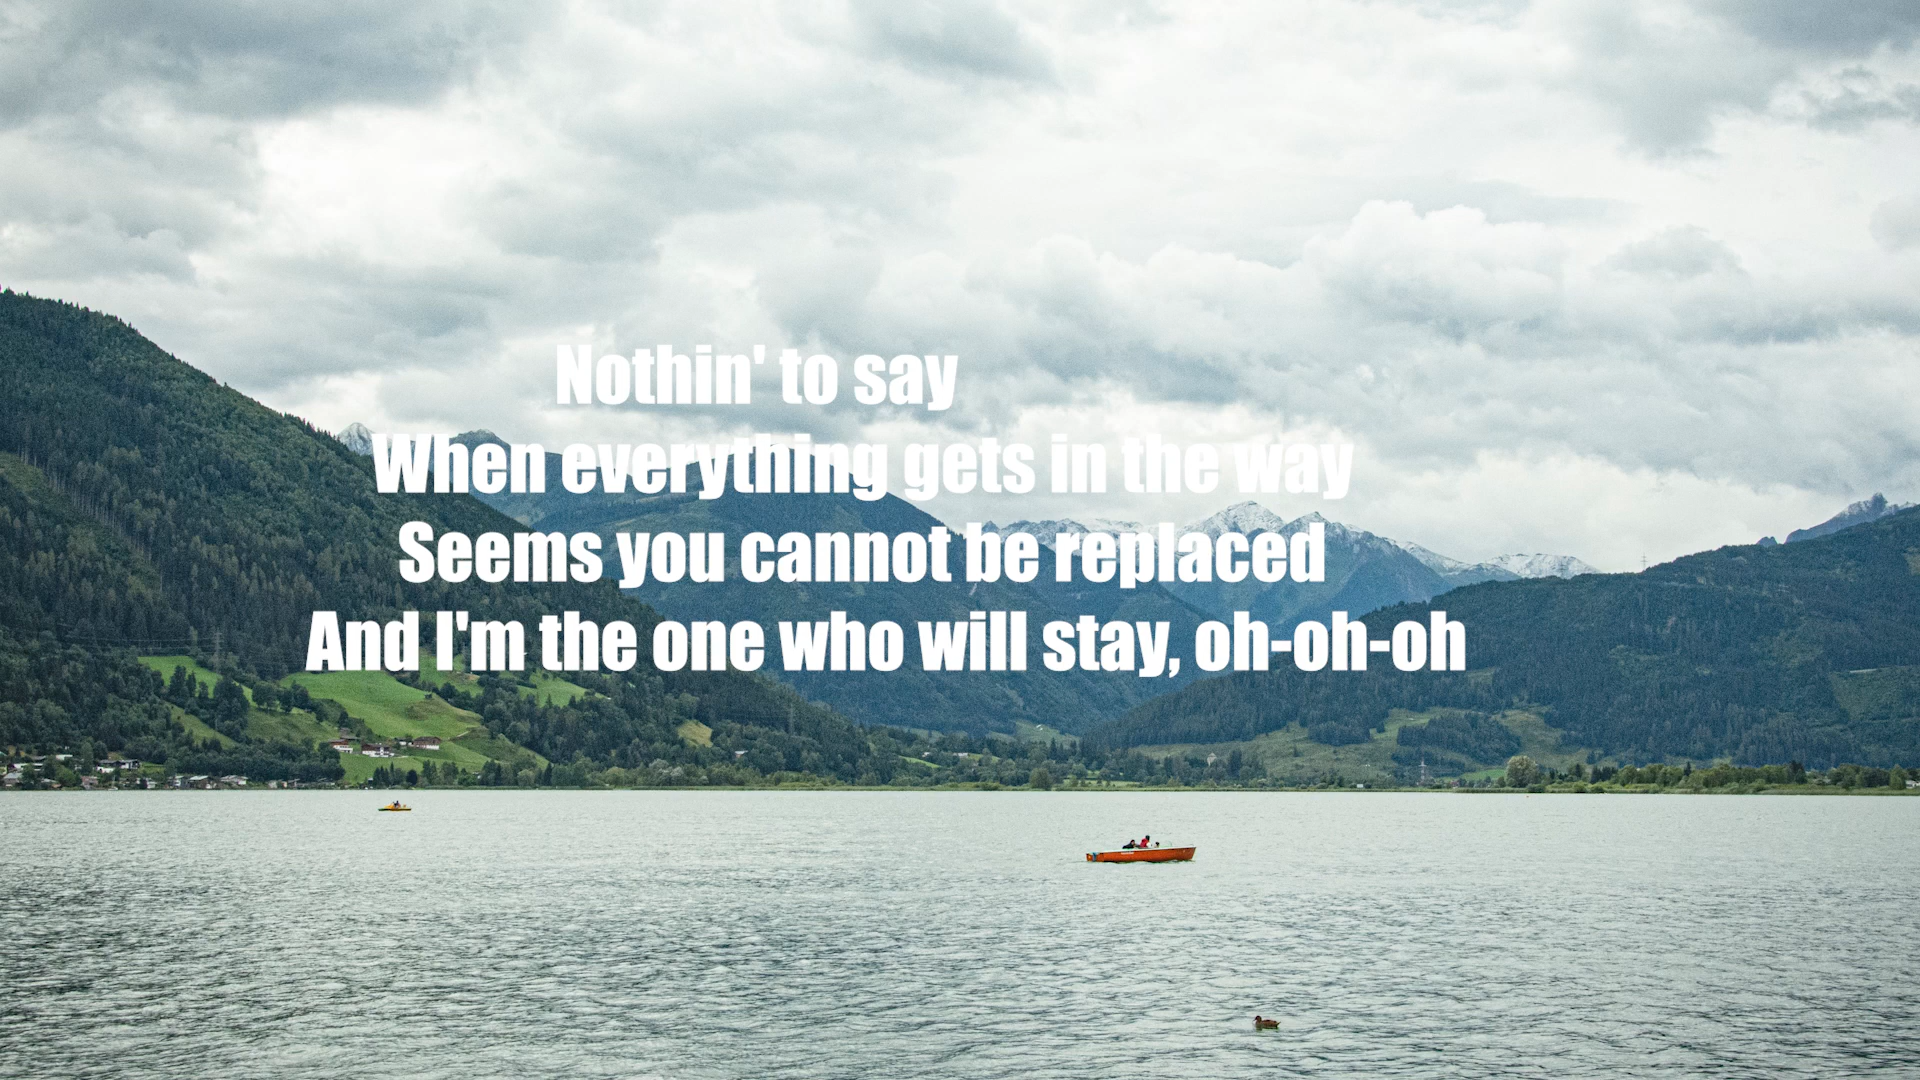 Nothin' to say
When everything gets in the way
Seems you cannot be replaced
And I'm the one who will stay, oh-oh-oh